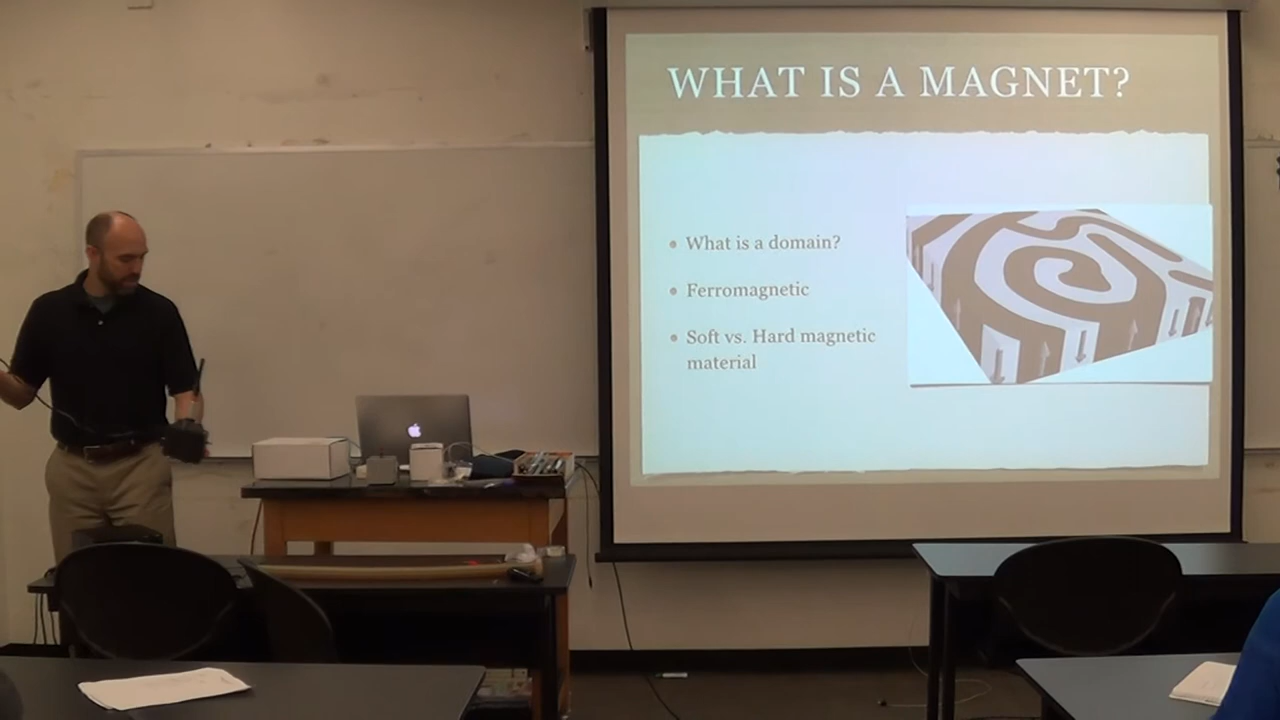 WHAT IS A MAGNET?
• What is a domain?
• Ferromagnetic
• Soft vs. Hard magnetic
material